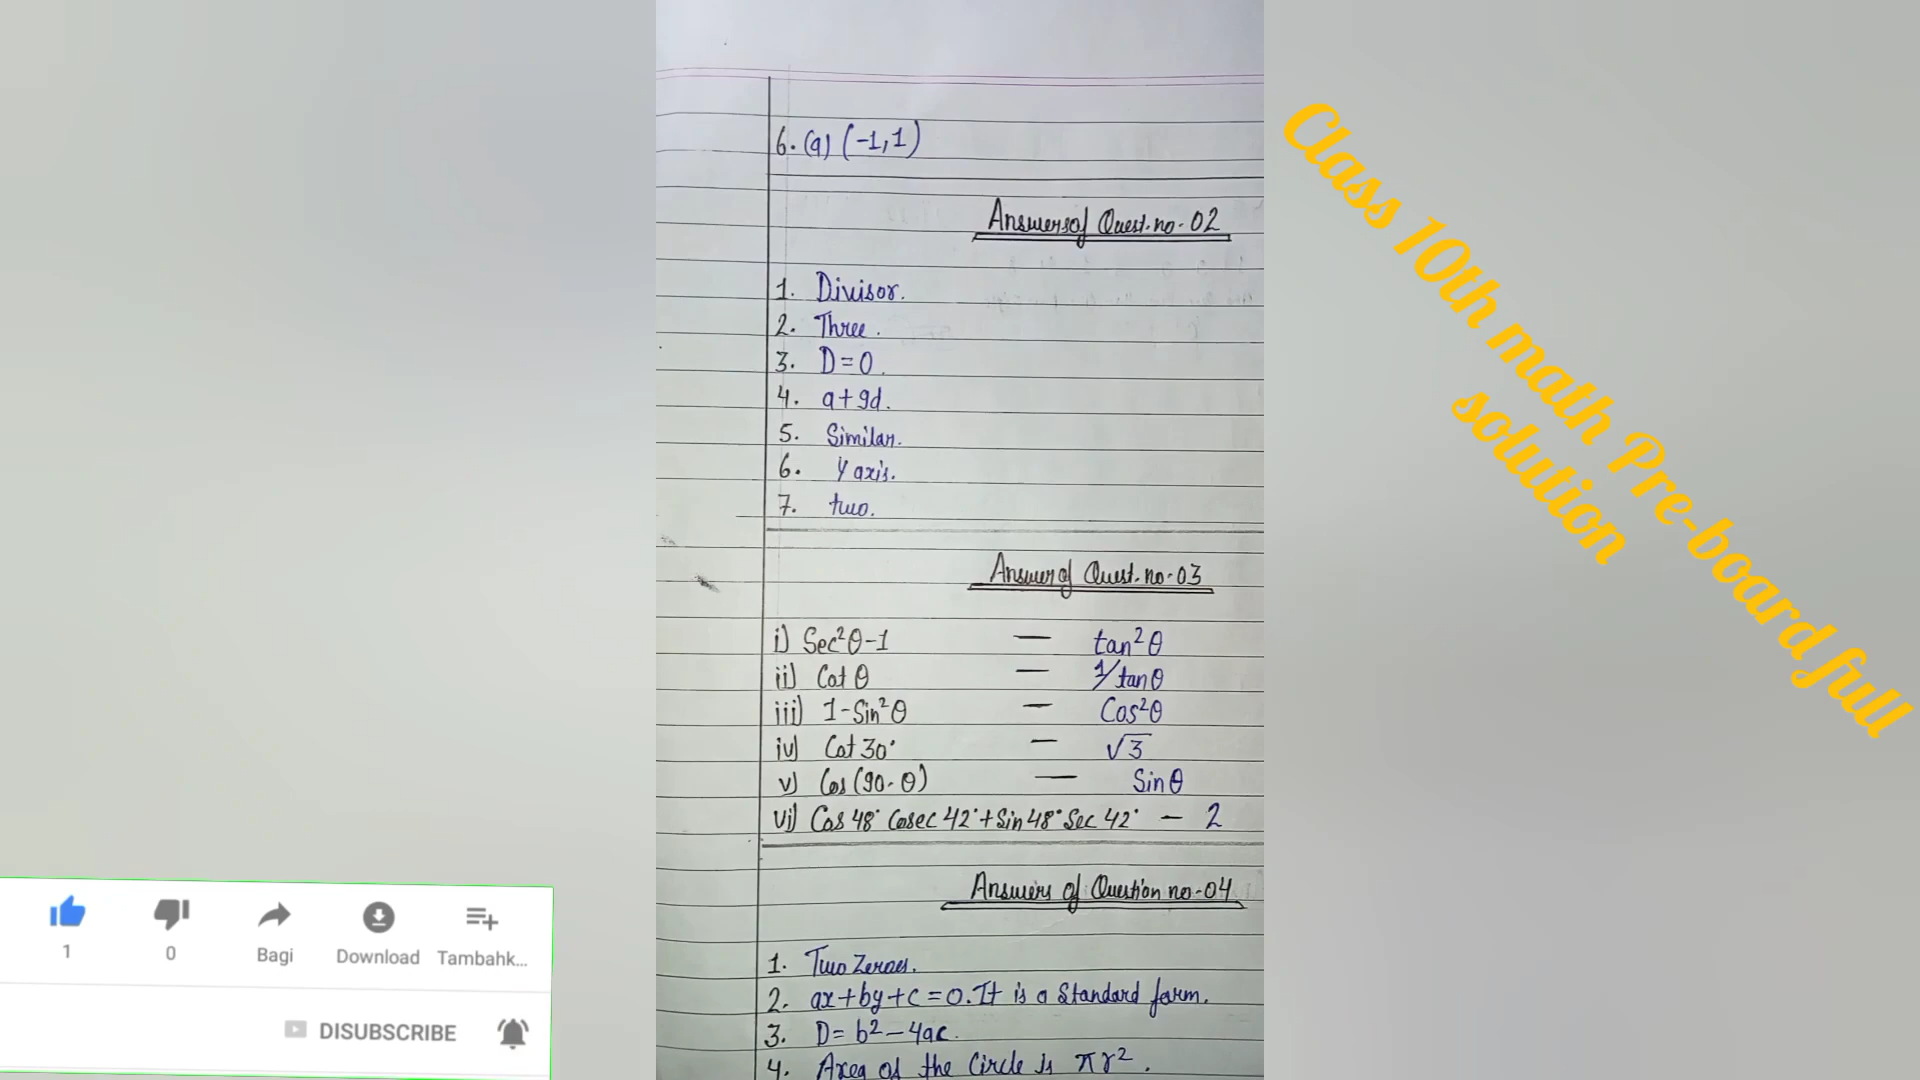 6. (a) (-1,1)
Answers of Quest. no. 02
1. Divisor.
2. Three.
3. D=0.
4. a+9d.
5. Similar.
6. Y axis.
7. two.
Answer of Quest. no. 03
i) Sec²θ-1 — tan²θ
ii) Cot θ — 1/tanθ
iii) 1-Sin²θ — Cos²θ
iv) Cot 30° — √3
v) Cos (90-θ) — Sinθ
vi) Cos 48° Cosec 42° + Sin 48° Sec 42° — 2
Answers of Question no-04
1. Two Zeroes.
2. ax+by+c=0. It is a Standard form.
3. D= b²-4ac.
4. Area of the Circle is πr².
Class 10th math Pre-board full
solution
1
0
Bagi
Download
Tambahk...
DISUBSCRIBE